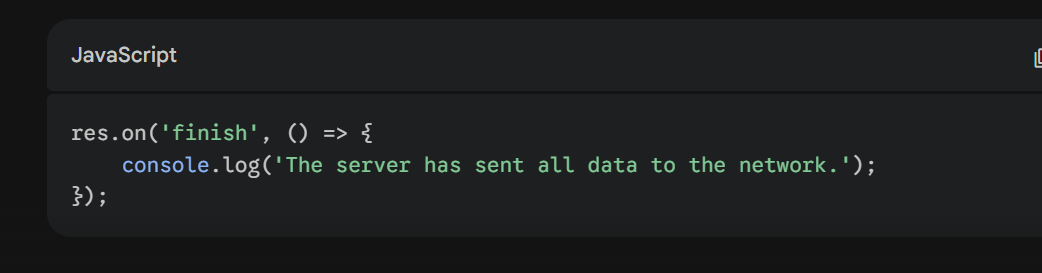 JavaScript
res.on('finish', () => {
    console.log('The server has sent all data to the network.');
});